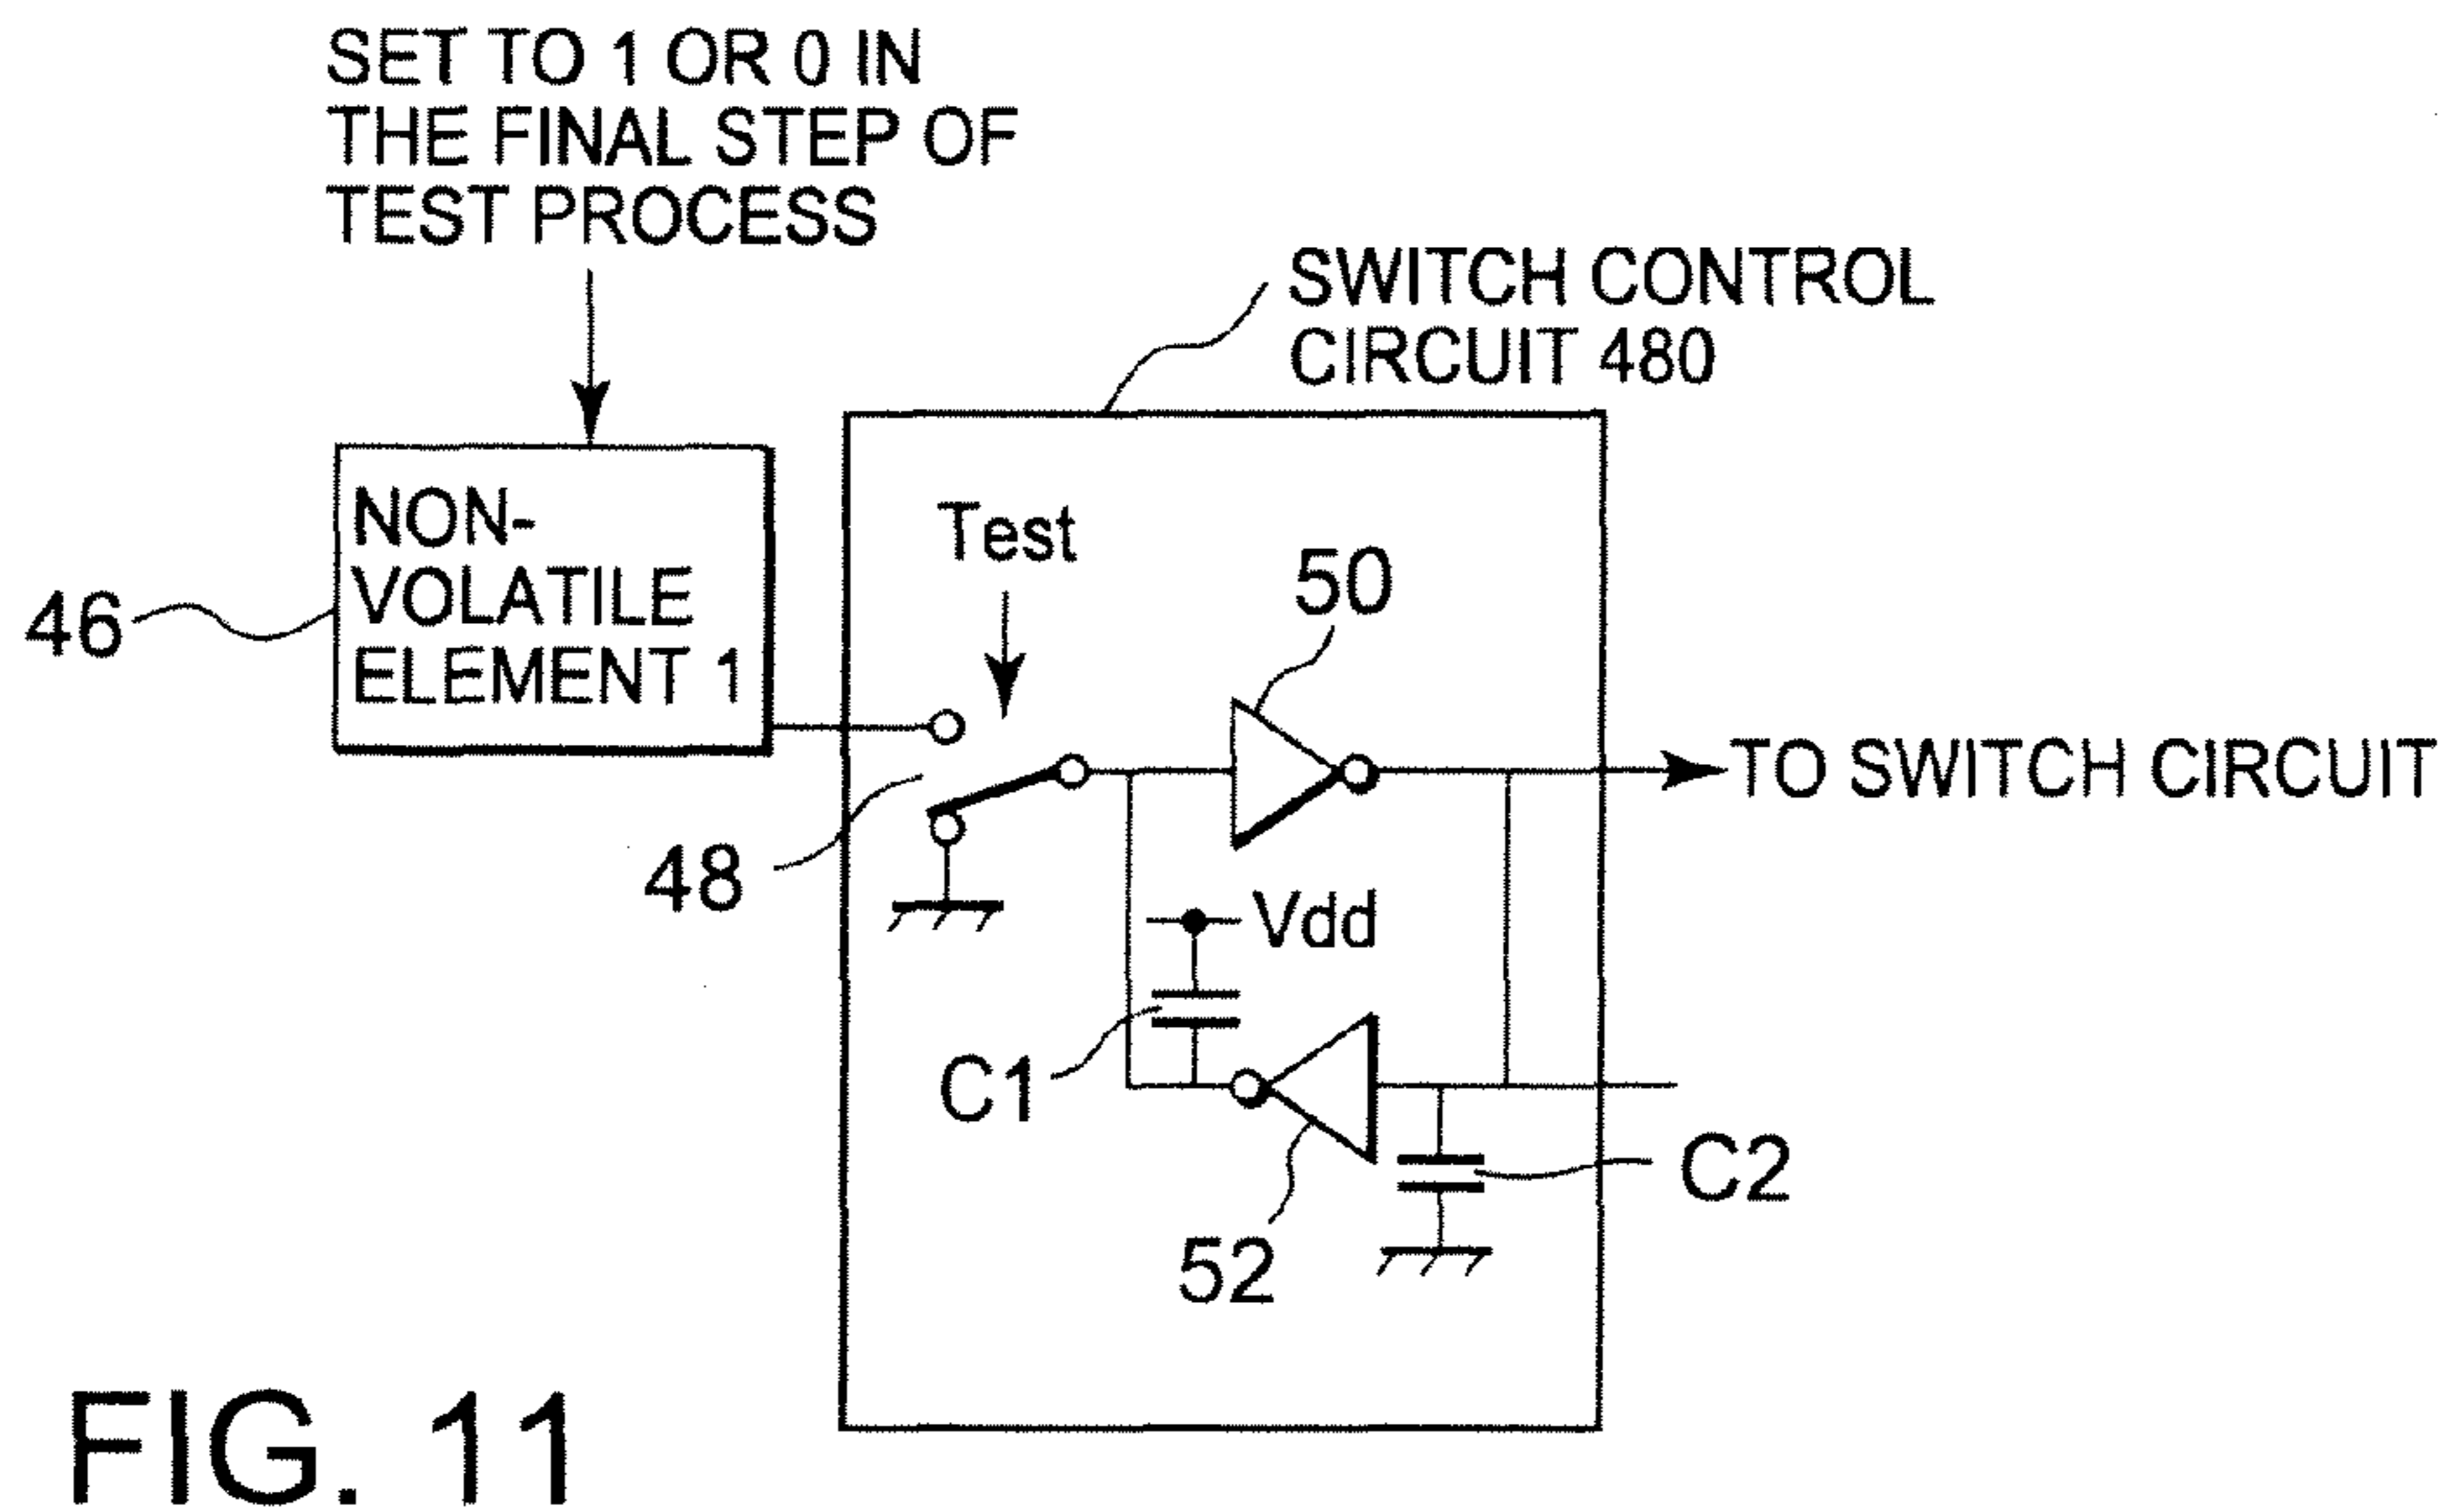 SET TO 1 OR 0 IN
THE FINAL STEP OF
TEST PROCESS
SWITCH CONTROL
CIRCUIT 480
NON-
VOLATILE
ELEMENT 1
46
Test
50
48
TO SWITCH CIRCUIT
Vdd
C1
C2
52
FIG. 11